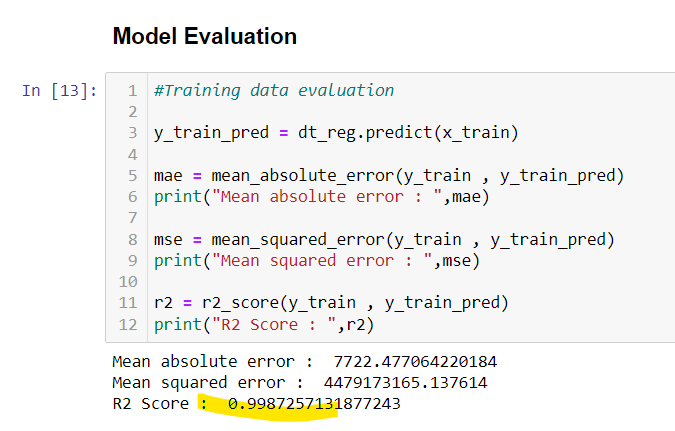 Model Evaluation
In [13]:
1 #Training data evaluation
2
3 y_train_pred = dt_reg.predict(x_train)
4
5 mae = mean_absolute_error(y_train , y_train_pred)
6 print("Mean absolute error : ",mae)
7
8 mse = mean_squared_error(y_train , y_train_pred)
9 print("Mean squared error : ",mse)
10
11 r2 = r2_score(y_train , y_train_pred)
12 print("R2 Score : ",r2)
Mean absolute error :  7722.477064220184
Mean squared error :  4479173165.137614
R2 Score :  0.9987257131877243